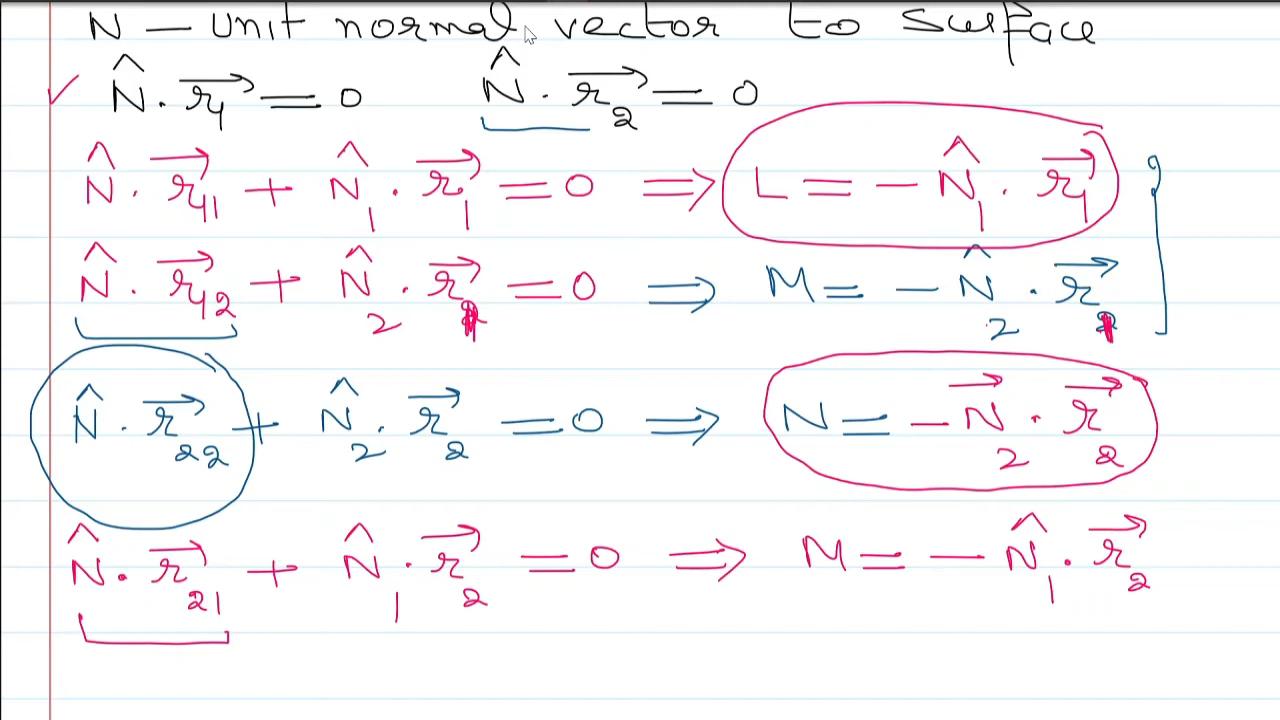 N — unit normal vector to surface
✓ N̂ · r⃗₁ = 0   N̂ · r⃗₂ = 0
N̂ · r⃗₁₁ + N̂₁ · r⃗₁ = 0 ⟹ L = − N̂₁ · r⃗₁
N̂ · r⃗₁₂ + N̂₂ · r⃗₁ = 0 ⟹ M = − N̂₂ · r⃗₁
N̂ · r⃗₂₂ + N̂₂ · r⃗₂ = 0 ⟹ N = − N⃗₂ · r⃗₂
N̂ · r⃗₂₁ + N̂₁ · r⃗₂ = 0 ⟹ M = − N̂₁ · r⃗₂